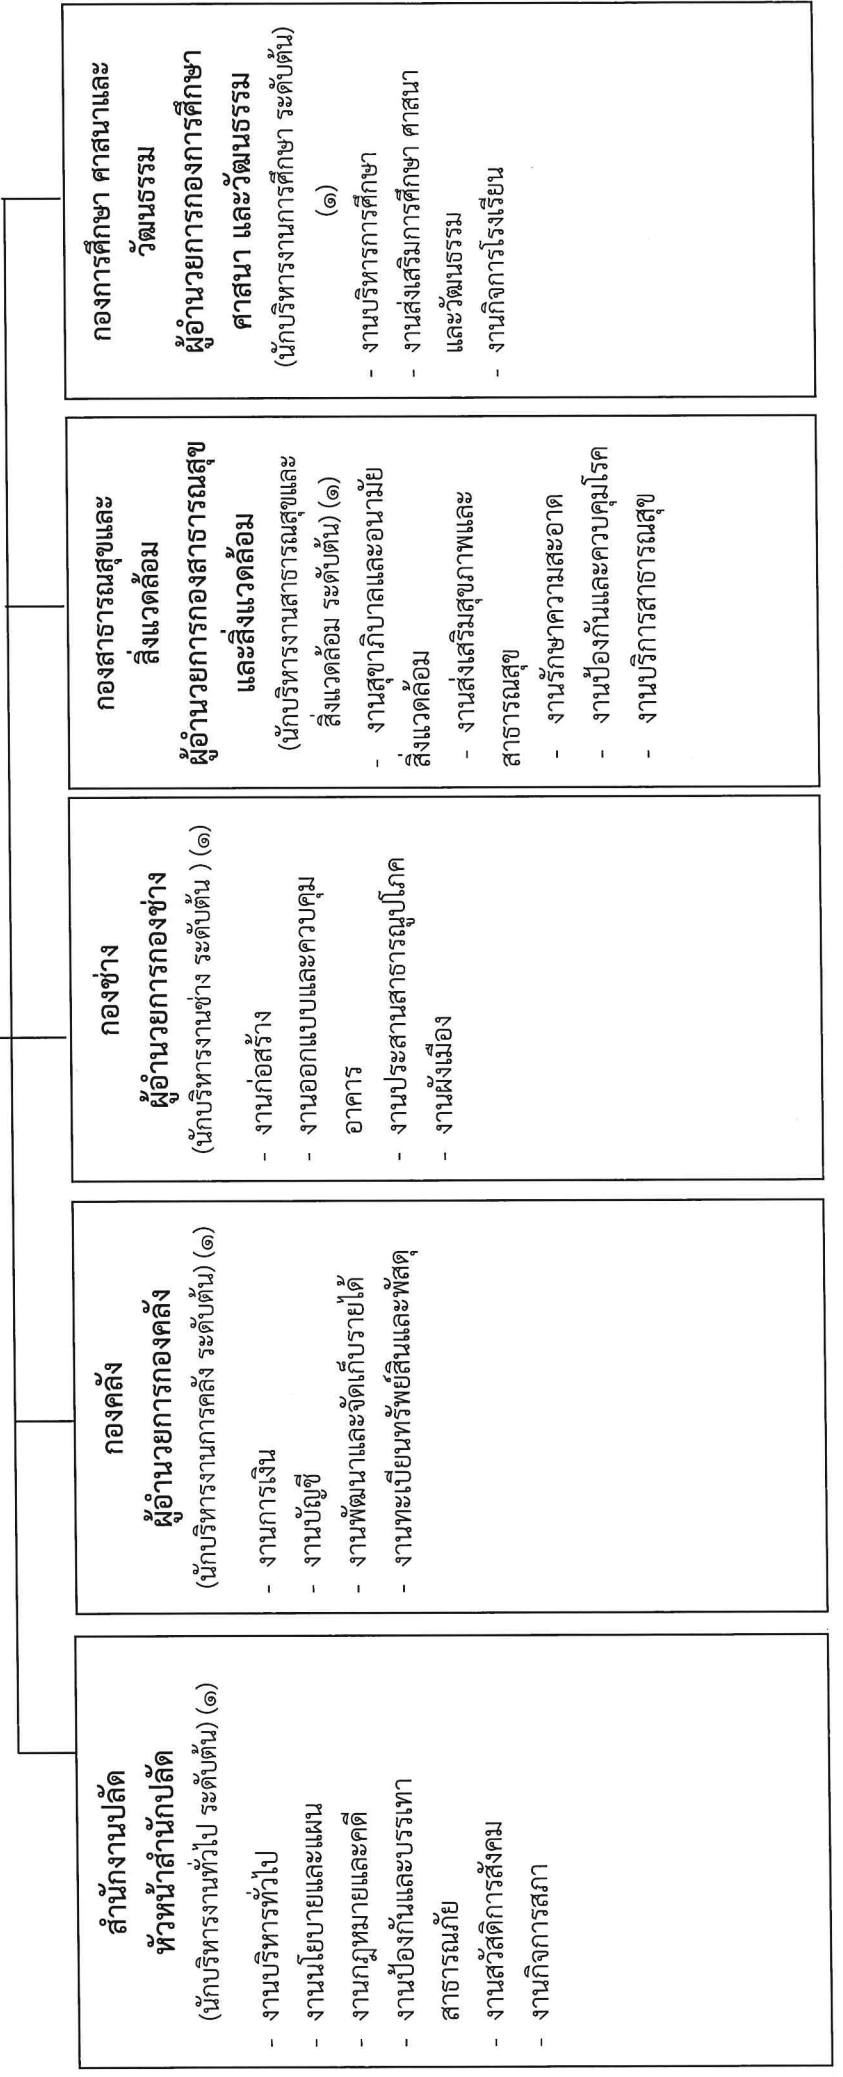 สำนักงานปลัด
หัวหน้าสำนักปลัด
(นักบริหารงานทั่วไป ระดับต้น) (๑)
- งานบริหารทั่วไป
- งานนโยบายและแผน
- งานกฎหมายและคดี
- งานป้องกันและบรรเทา
สาธารณภัย
- งานสวัสดิการสังคม
- งานกิจการสภา
กองคลัง
ผู้อำนวยการกองคลัง
(นักบริหารงานการคลัง ระดับต้น) (๑)
- งานการเงิน
- งานบัญชี
- งานพัฒนาและจัดเก็บรายได้
- งานทะเบียนทรัพย์สินและพัสดุ
กองช่าง
ผู้อำนวยการกองช่าง
(นักบริหารงานช่าง ระดับต้น ) (๑)
- งานก่อสร้าง
- งานออกแบบและควบคุม
อาคาร
- งานประสานสาธารณูปโภค
- งานผังเมือง
กองสาธารณสุขและ
สิ่งแวดล้อม
ผู้อำนวยการกองสาธารณสุข
และสิ่งแวดล้อม
(นักบริหารงานสาธารณสุขและ
สิ่งแวดล้อม ระดับต้น) (๑)
- งานสุขาภิบาลและอนามัย
สิ่งแวดล้อม
- งานส่งเสริมสุขภาพและ
สาธารณสุข
- งานรักษาความสะอาด
- งานป้องกันและควบคุมโรค
- งานบริการสาธารณสุข
กองการศึกษา ศาสนาและ
วัฒนธรรม
ผู้อำนวยการกองการศึกษา
ศาสนา และวัฒนธรรม
(นักบริหารงานการศึกษา ระดับต้น)
(๑)
- งานบริหารการศึกษา
- งานส่งเสริมการศึกษา ศาสนา
และวัฒนธรรม
- งานกิจการโรงเรียน